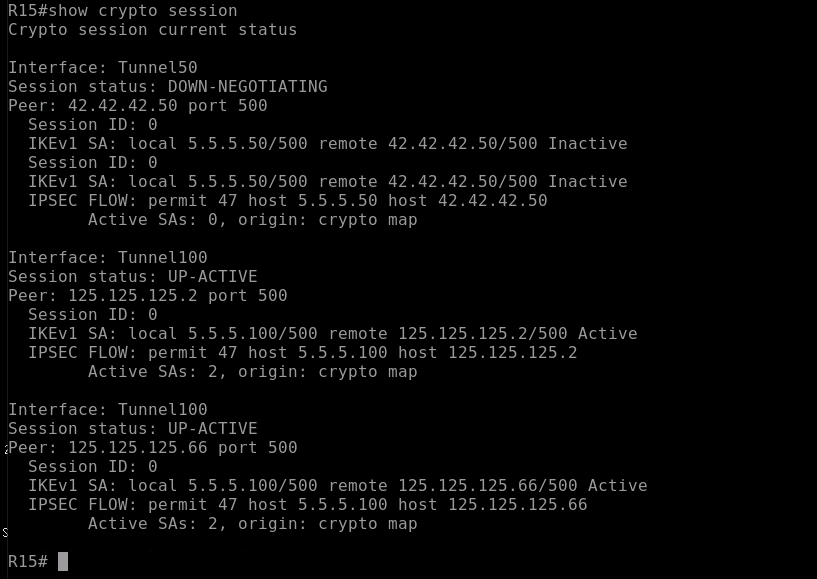 R15#show crypto session
Crypto session current status
Interface: Tunnel50
Session status: DOWN-NEGOTIATING
Peer: 42.42.42.50 port 500
Session ID: 0
IKEv1 SA: local 5.5.5.50/500 remote 42.42.42.50/500 Inactive
Session ID: 0
IKEv1 SA: local 5.5.5.50/500 remote 42.42.42.50/500 Inactive
IPSEC FLOW: permit 47 host 5.5.5.50 host 42.42.42.50
Active SAs: 0, origin: crypto map
Interface: Tunnel100
Session status: UP-ACTIVE
Peer: 125.125.125.2 port 500
Session ID: 0
IKEv1 SA: local 5.5.5.100/500 remote 125.125.125.2/500 Active
IPSEC FLOW: permit 47 host 5.5.5.100 host 125.125.125.2
Active SAs: 2, origin: crypto map
Interface: Tunnel100
Session status: UP-ACTIVE
Peer: 125.125.125.66 port 500
Session ID: 0
IKEv1 SA: local 5.5.5.100/500 remote 125.125.125.66/500 Active
IPSEC FLOW: permit 47 host 5.5.5.100 host 125.125.125.66
Active SAs: 2, origin: crypto map
R15#